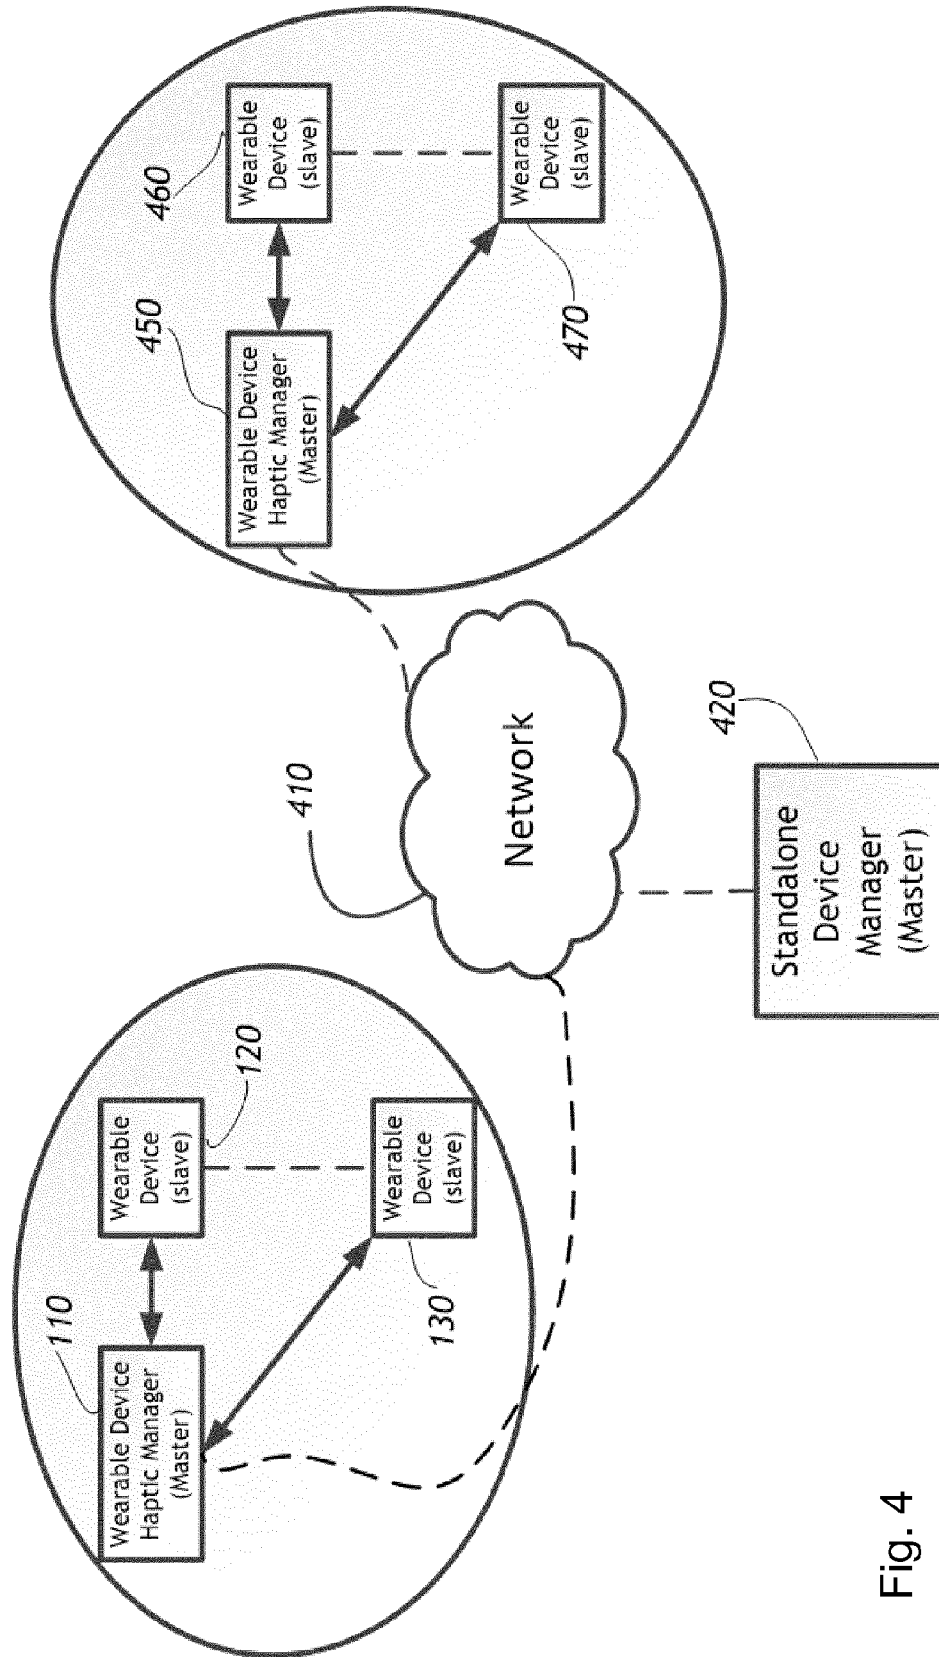 110
Wearable Device
Haptic Manager
(Master)
Wearable
Device
(slave)
120
Wearable
Device
(slave)
130
410
Network
450
Wearable Device
Haptic Manager
(Master)
460
Wearable
Device
(slave)
Wearable
Device
(slave)
470
420
Standalone
Device
Manager
(Master)
Fig. 4